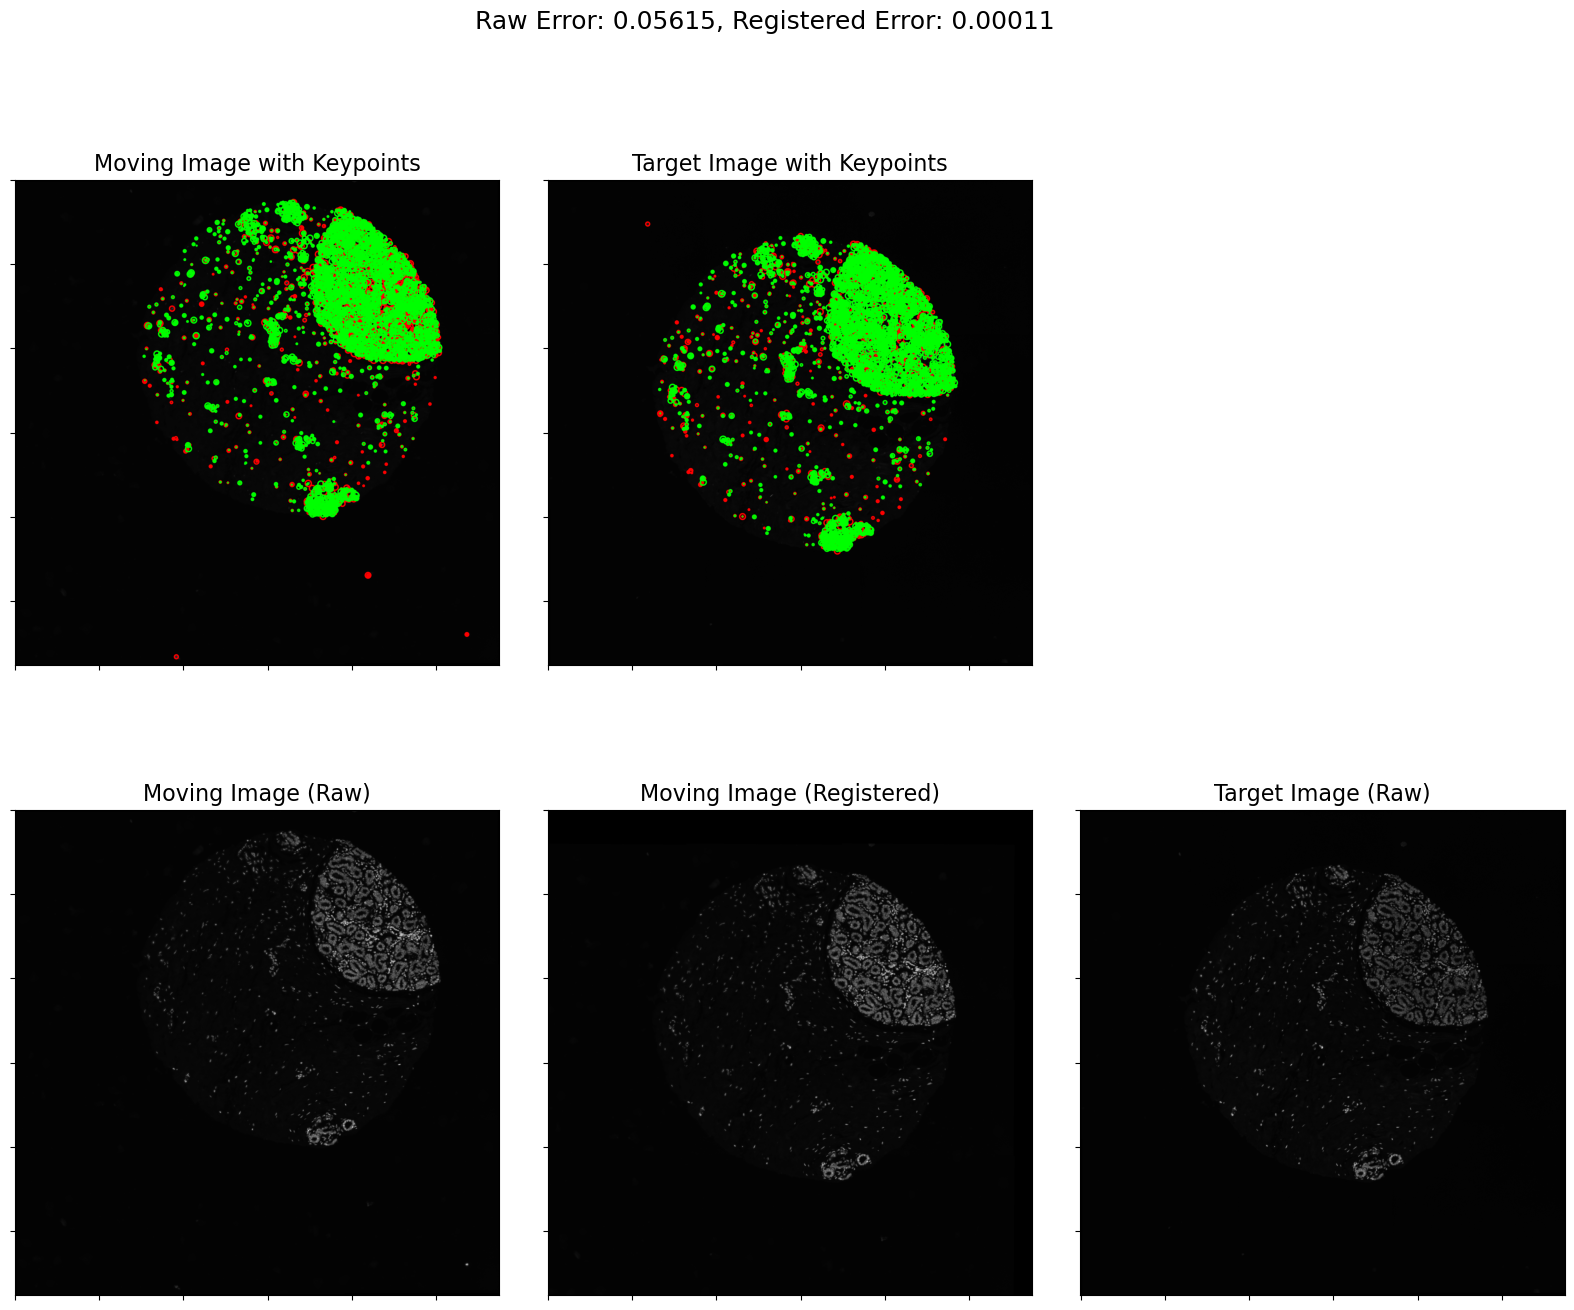 Raw Error: 0.05615, Registered Error: 0.00011
Moving Image with Keypoints
Target Image with Keypoints
Moving Image (Raw)
Moving Image (Registered)
Target Image (Raw)